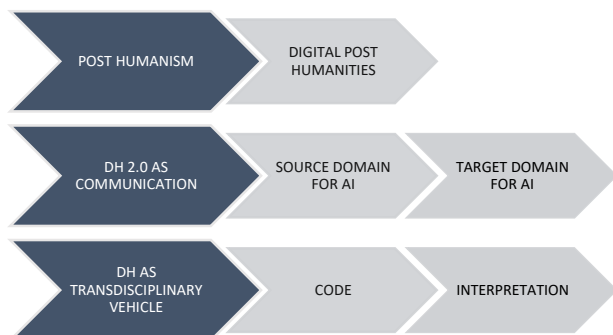 POST HUMANISM
DIGITAL POST
HUMANITIES
DH 2.0 AS
COMMUNICATION
SOURCE DOMAIN
FOR AI
TARGET DOMAIN
FOR AI
DH AS
TRANSDISCIPLINARY
VEHICLE
CODE
INTERPRETATION